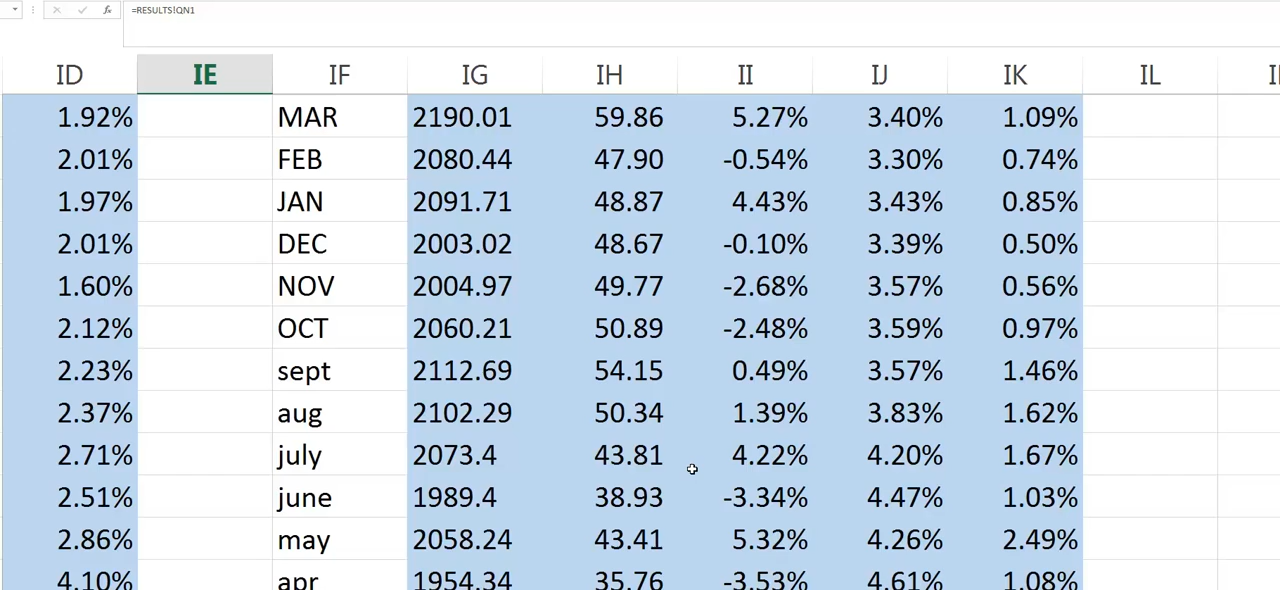 =RESULTS!QN1
ID IE IF IG IH II IJ IK IL
1.92% MAR 2190.01 59.86 5.27% 3.40% 1.09%
2.01% FEB 2080.44 47.90 -0.54% 3.30% 0.74%
1.97% JAN 2091.71 48.87 4.43% 3.43% 0.85%
2.01% DEC 2003.02 48.67 -0.10% 3.39% 0.50%
1.60% NOV 2004.97 49.77 -2.68% 3.57% 0.56%
2.12% OCT 2060.21 50.89 -2.48% 3.59% 0.97%
2.23% sept 2112.69 54.15 0.49% 3.57% 1.46%
2.37% aug 2102.29 50.34 1.39% 3.83% 1.62%
2.71% july 2073.4 43.81 4.22% 4.20% 1.67%
2.51% june 1989.4 38.93 -3.34% 4.47% 1.03%
2.86% may 2058.24 43.41 5.32% 4.26% 2.49%
4.10% apr 1954.34 35.76 -3.53% 4.61% 1.08%